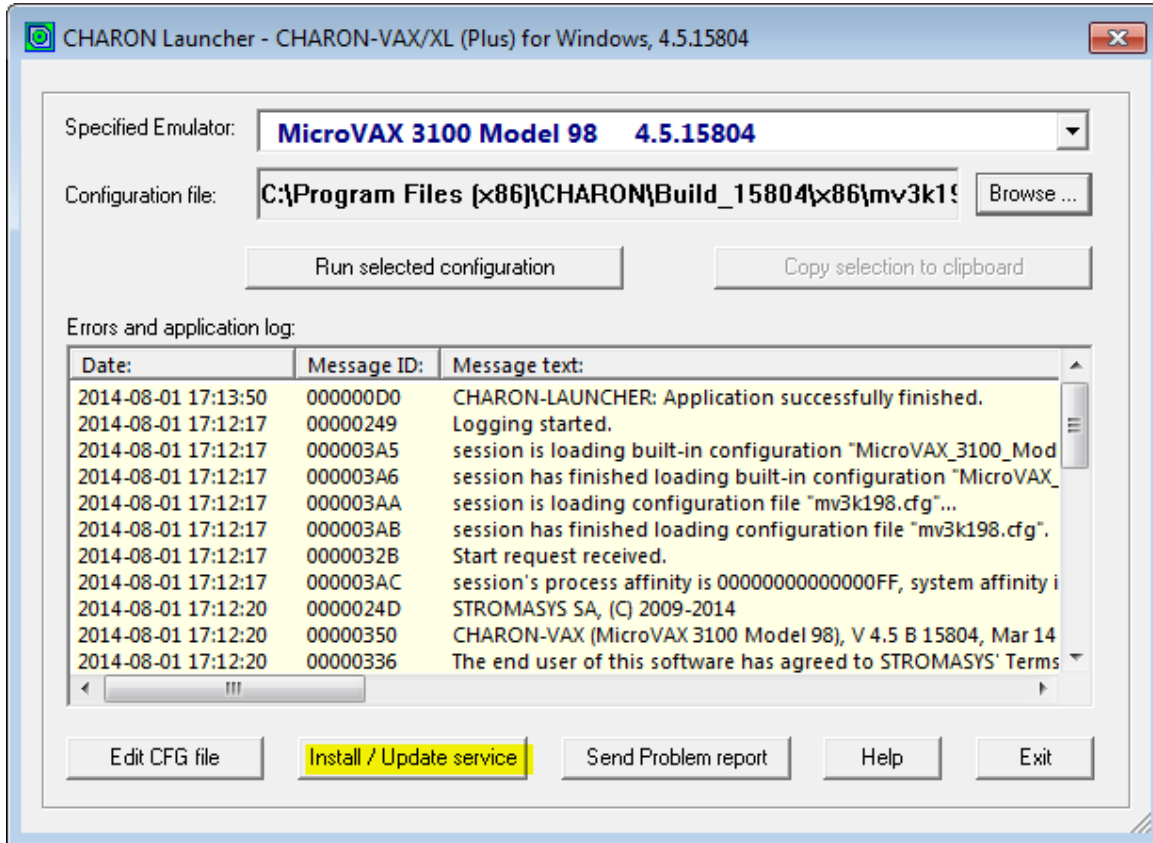 CHARON Launcher - CHARON-VAX/XL (Plus) for Windows, 4.5.15804
Specified Emulator: MicroVAX 3100 Model 98 4.5.15804
Configuration file: C:\Program Files (x86)\CHARON\Build_15804\x86\mv3k19 Browse ...
Run selected configuration Copy selection to clipboard
Errors and application log:
Date: Message ID: Message text:
2014-08-01 17:13:50 000000D0 CHARON-LAUNCHER: Application successfully finished.
2014-08-01 17:12:17 00000249 Logging started.
2014-08-01 17:12:17 000003A5 session is loading built-in configuration "MicroVAX_3100_Mod
2014-08-01 17:12:17 000003A6 session has finished loading built-in configuration "MicroVAX_
2014-08-01 17:12:17 000003AA session is loading configuration file "mv3k198.cfg"...
2014-08-01 17:12:17 000003AB session has finished loading configuration file "mv3k198.cfg".
2014-08-01 17:12:17 0000032B Start request received.
2014-08-01 17:12:17 000003AC session's process affinity is 00000000000000FF, system affinity i
2014-08-01 17:12:20 0000024D STROMASYS SA, (C) 2009-2014
2014-08-01 17:12:20 00000350 CHARON-VAX (MicroVAX 3100 Model 98), V 4.5 B 15804, Mar 14
2014-08-01 17:12:20 00000336 The end user of this software has agreed to STROMASYS' Terms
Edit CFG file Install / Update service Send Problem report Help Exit